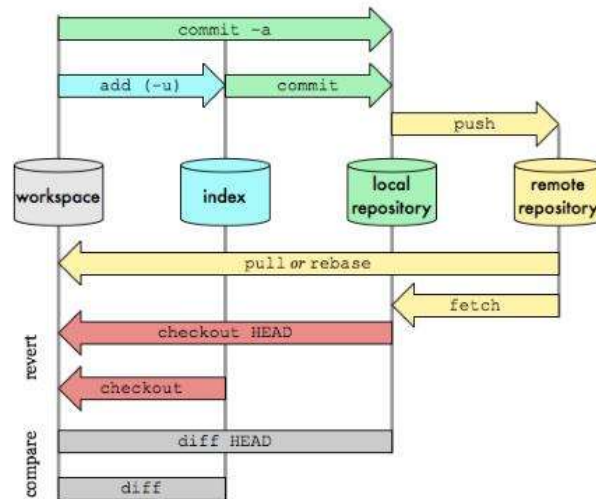 commit -a
add (-u)
commit
push
workspace
index
local
repository
remote
repository
pull or rebase
fetch
revert
checkout HEAD
checkout
compare
diff HEAD
diff